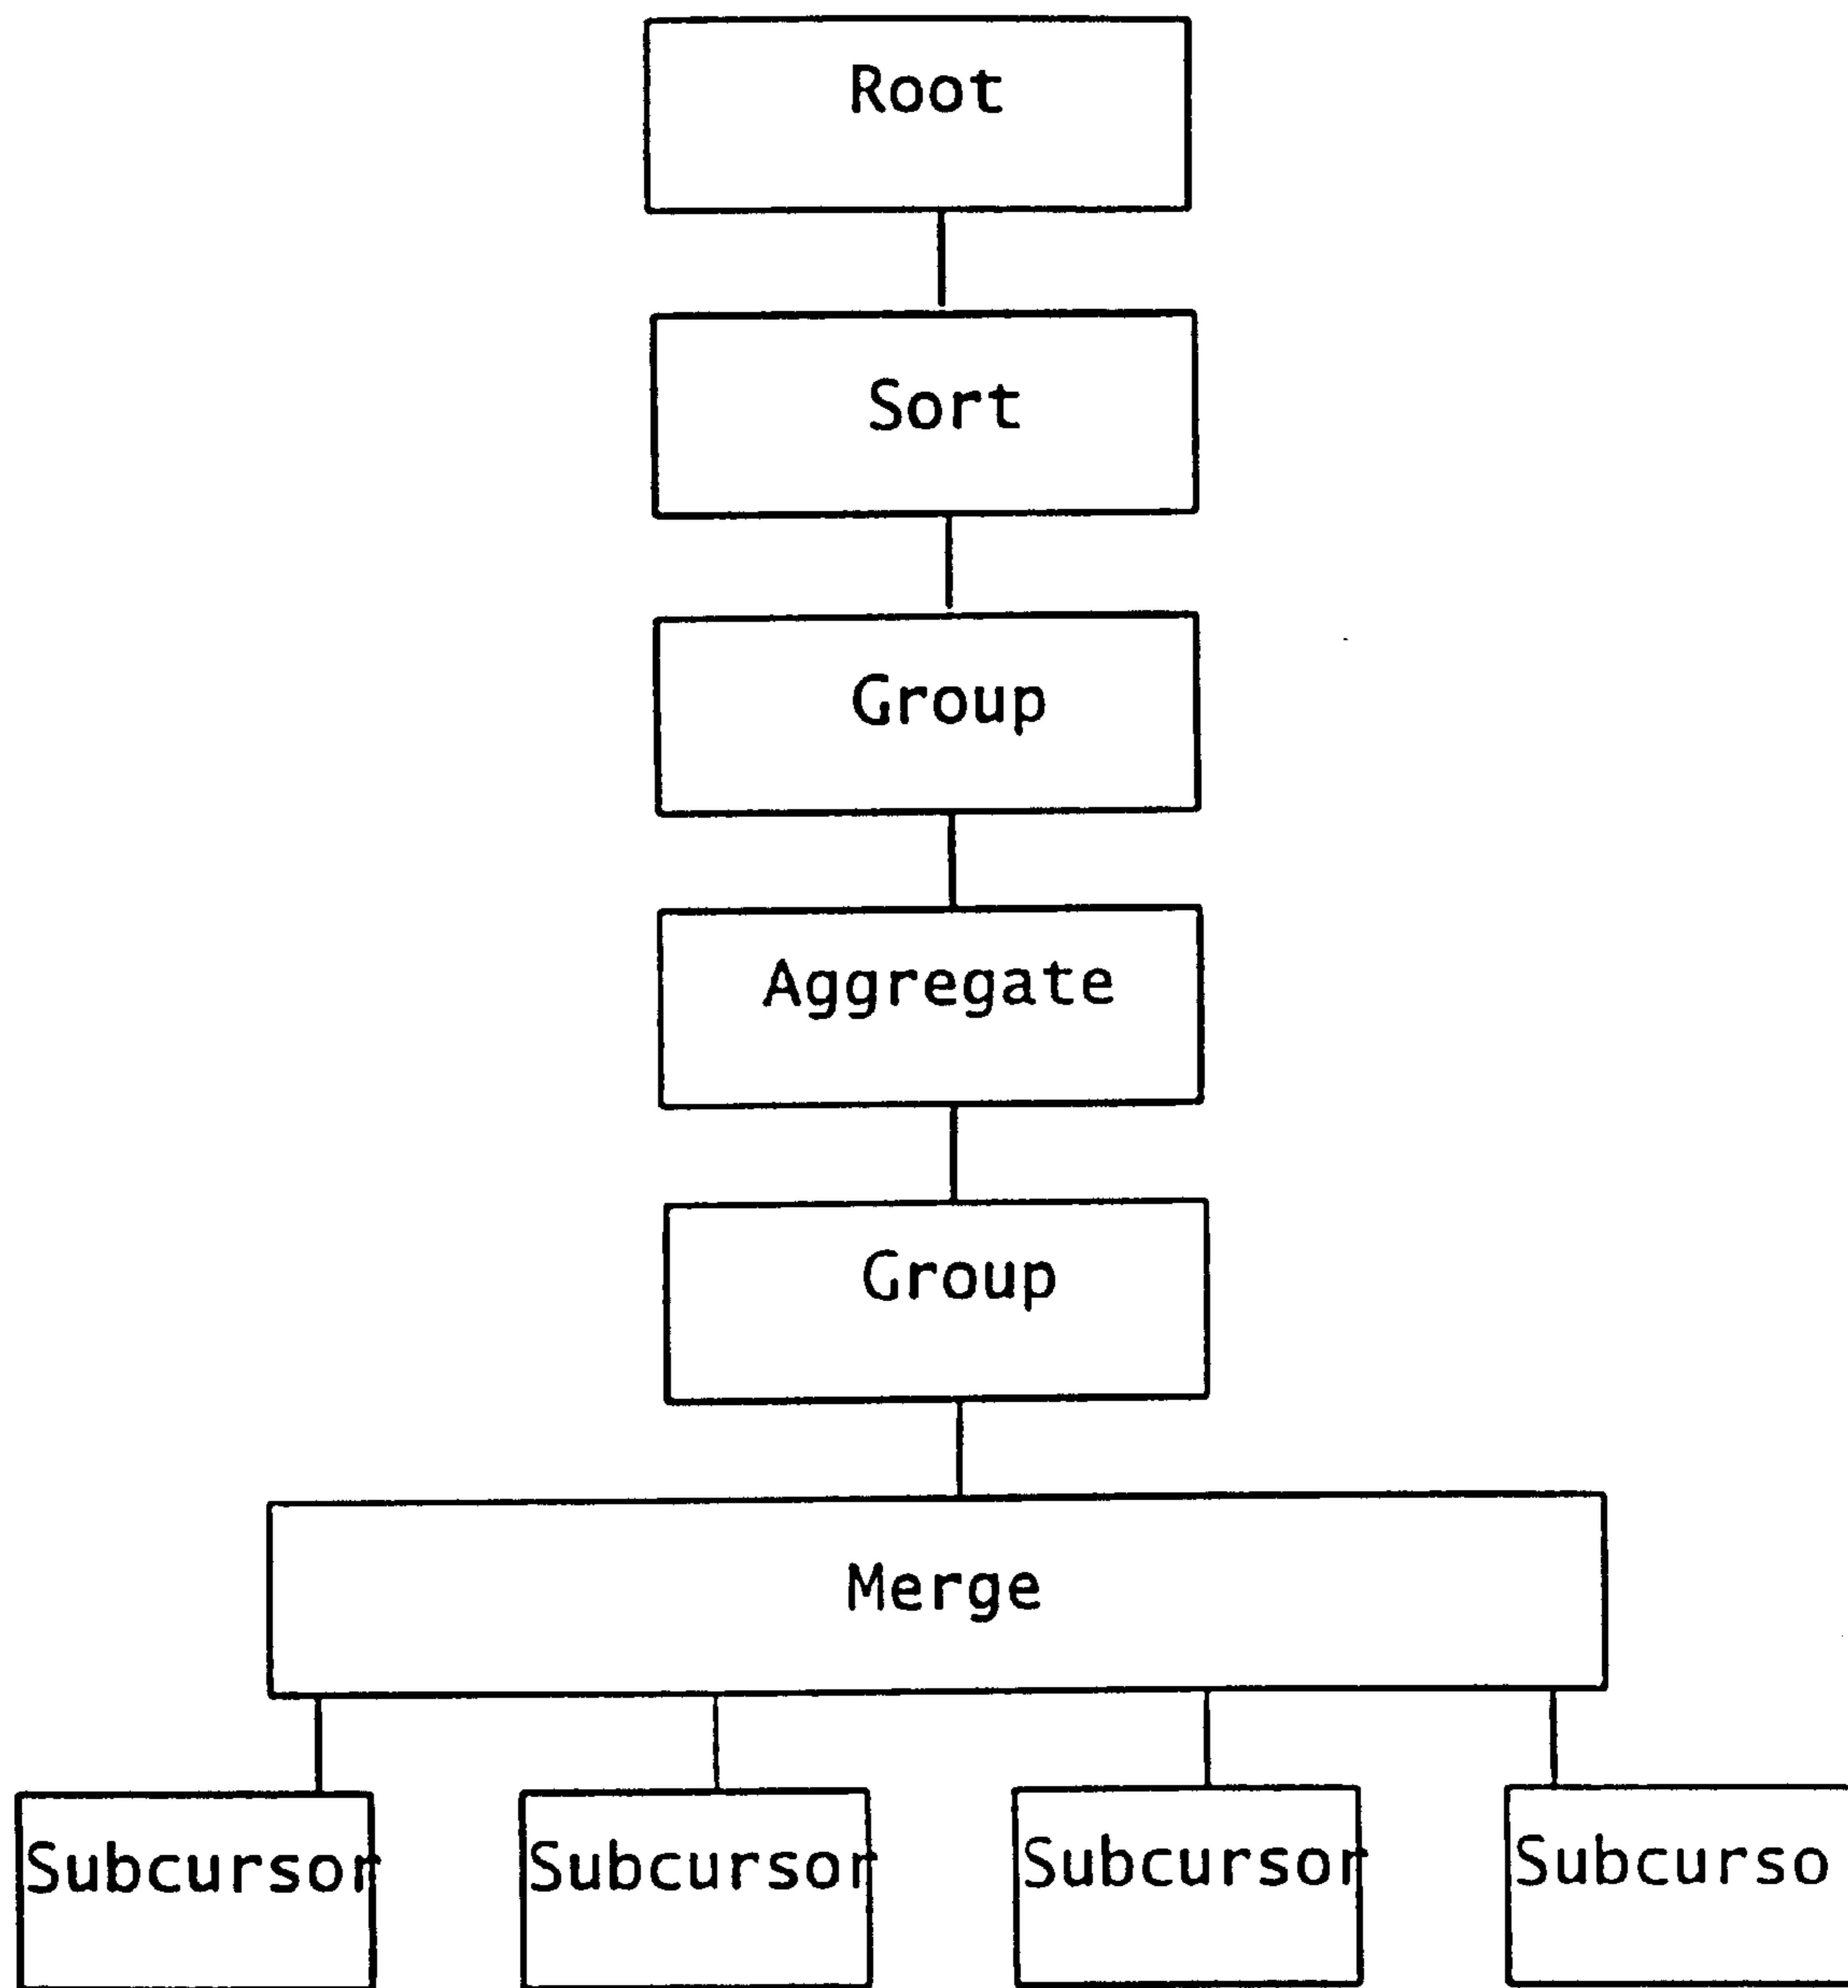 Root
Sort
Group
Aggregate
Group
Merge
Subcursor Subcursor Subcursor Subcurso